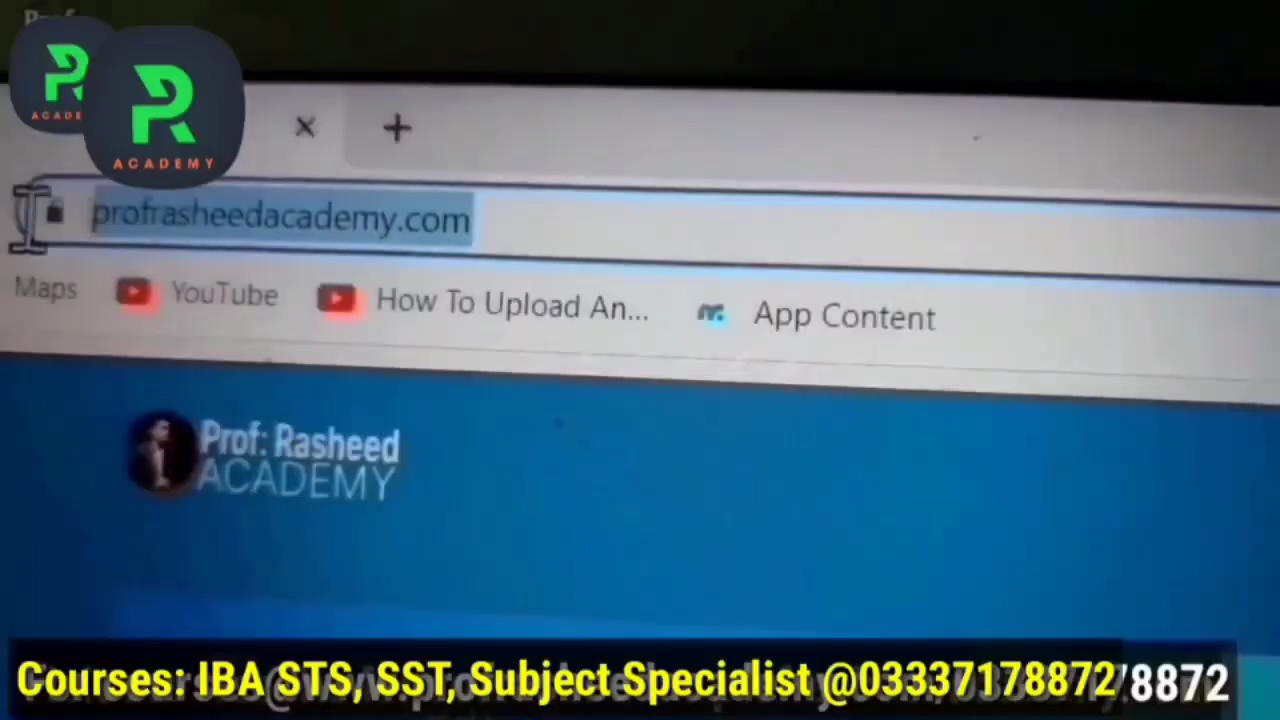 ACADEMY
profrasheedacademy.com
Maps YouTube How To Upload An... App Content
Prof: Rasheed
ACADEMY
Courses: IBA STS, SST, Subject Specialist @03337178872